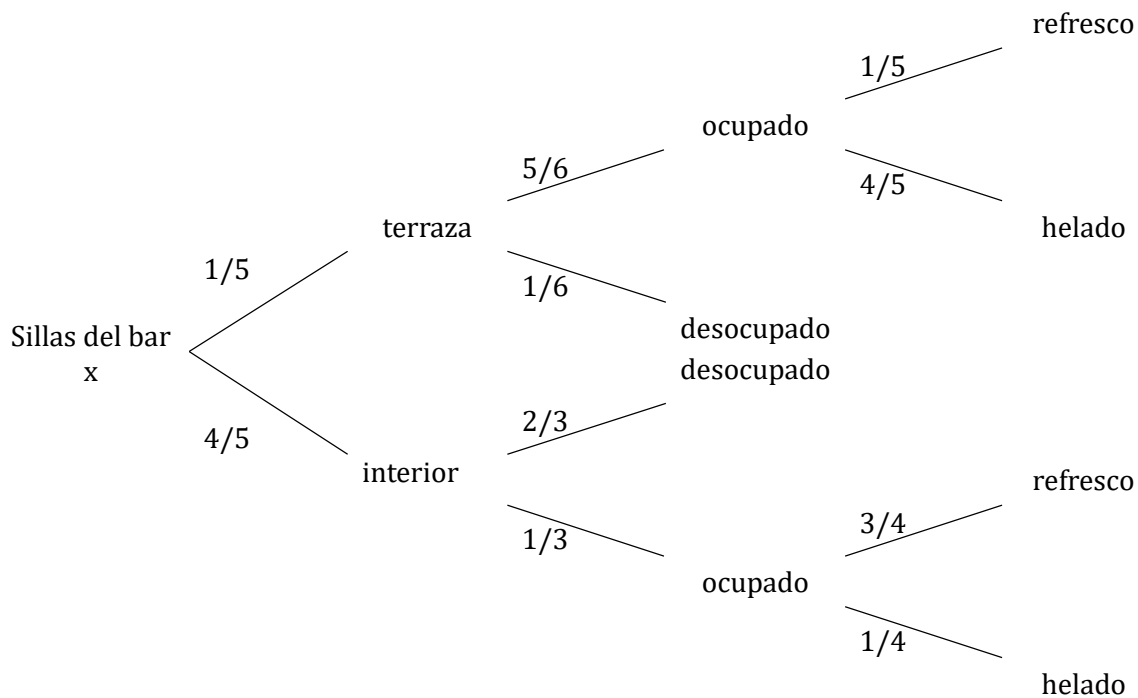 refresco
1/5
ocupado
5/6
4/5
terraza
helado
1/5
1/6
Sillas del bar
x
desocupado
desocupado
4/5
2/3
interior
refresco
3/4
1/3
ocupado
1/4
helado